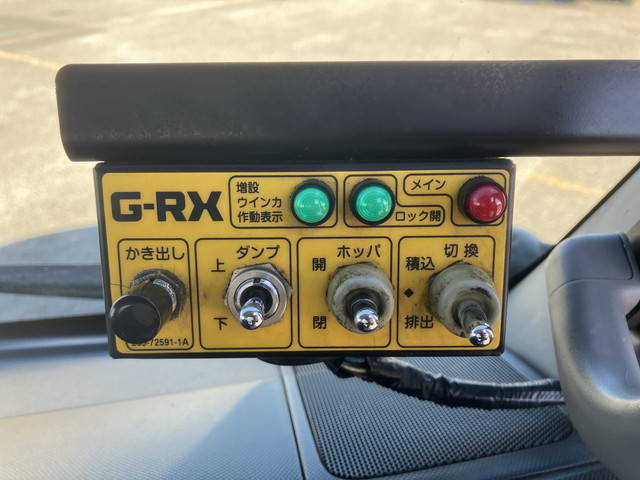 G-RX
増設
ウインカ
作動表示
ロック開
メイン
かき出し
上 ダンプ
下
開 ホッパ
閉
積込 切換
排出